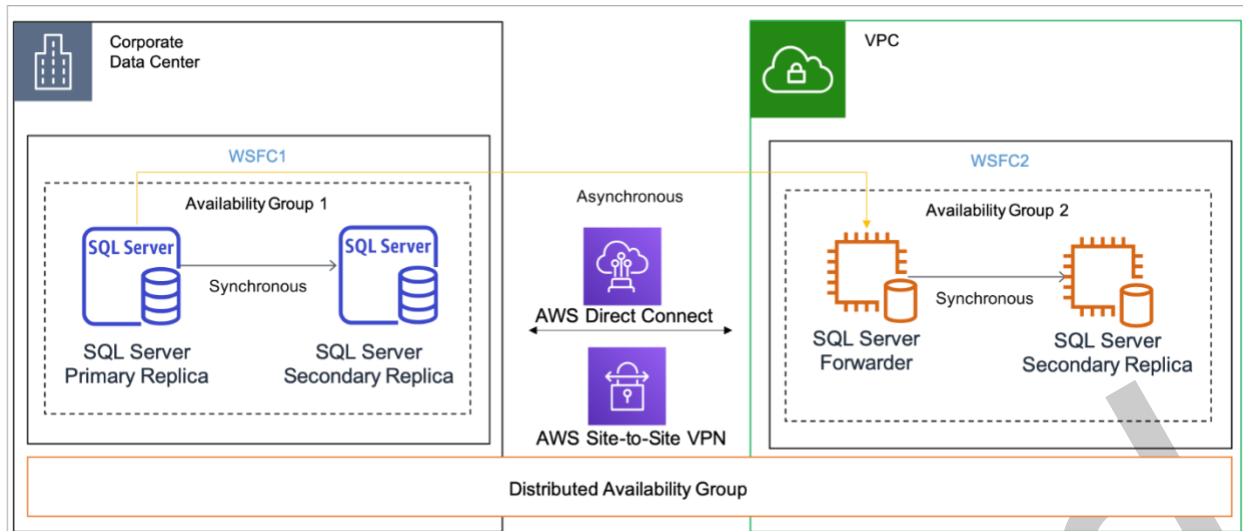 Corporate
Data Center
VPC
WSFC1
WSFC2
Asynchronous
Availability Group 1
Availability Group 2
SQL Server
SQL Server
Synchronous
Synchronous
AWS Direct Connect
SQL Server
Primary Replica
SQL Server
Secondary Replica
SQL Server
Forwarder
SQL Server
Secondary Replica
AWS Site-to-Site VPN
Distributed Availability Group